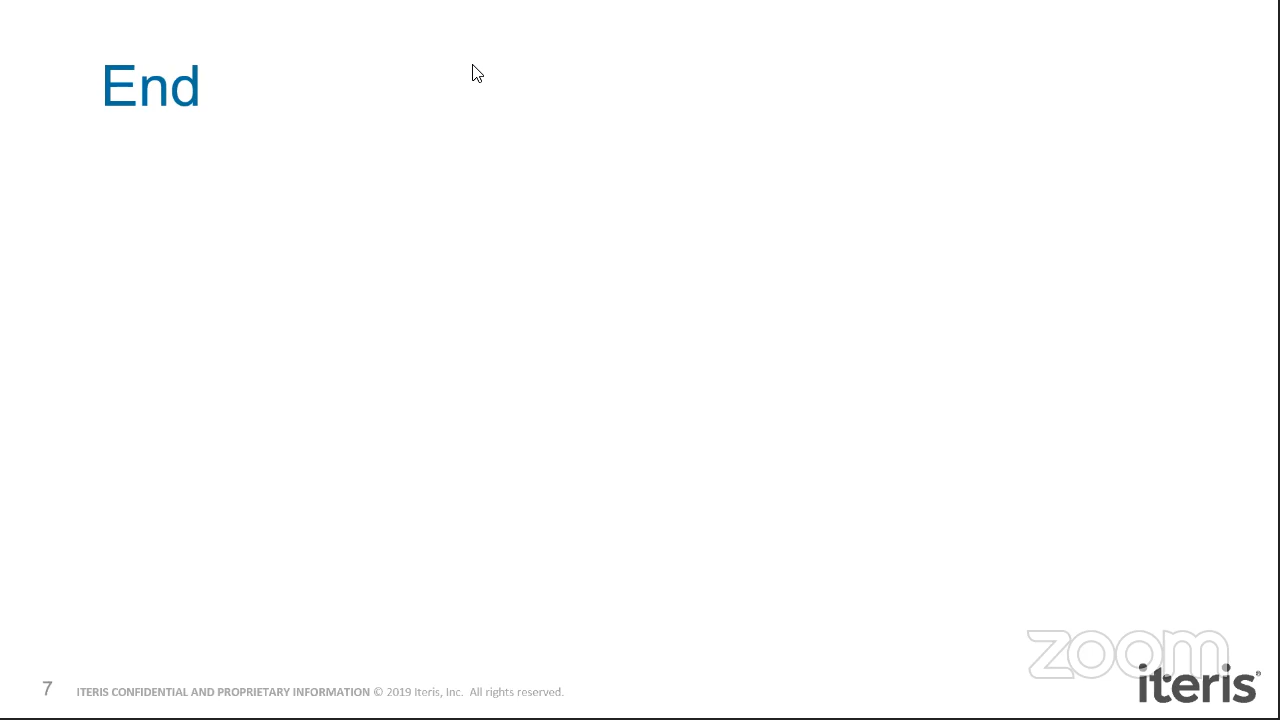 End
zoom
iteris®
7 ITERIS CONFIDENTIAL AND PROPRIETARY INFORMATION © 2019 Iteris, Inc. All rights reserved.